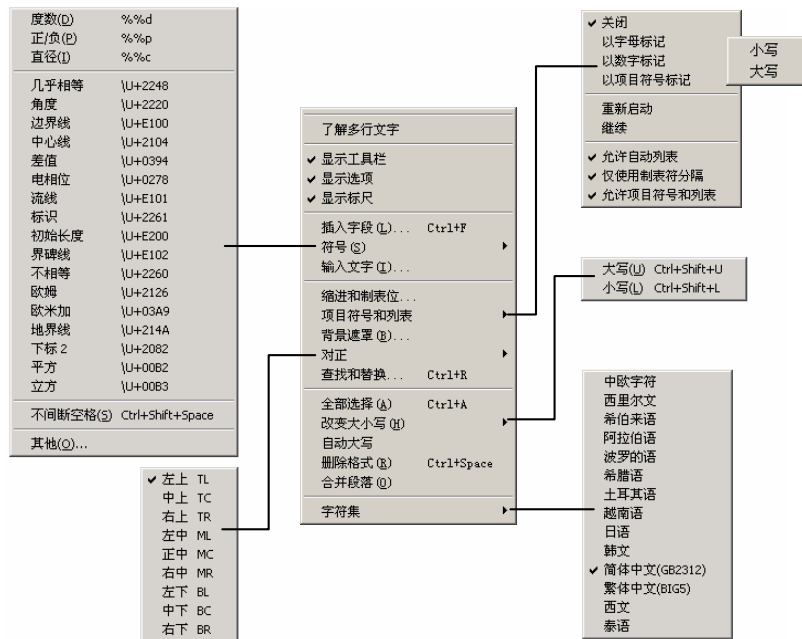 度数(D) %%d
正/负(P) %%p
直径(I) %%c
几乎相等 \U+2248
角度 \U+2220
边界线 \U+E100
中心线 \U+2104
差值 \U+0394
电相位 \U+0278
流线 \U+E101
标识 \U+2261
初始长度 \U+E200
界碑线 \U+E102
不相等 \U+2260
欧姆 \U+2126
欧米加 \U+03A9
地界线 \U+214A
下标 2 \U+2082
平方 \U+00B2
立方 \U+00B3
不间断空格(S) Ctrl+Shift+Space
其他(O)...
了解多行文字
显示工具栏
显示选项
显示标尺
插入字段(L)... Ctrl+F
符号(S)
输入文字(I)...
缩进和制表位...
项目符号和列表
背景遮罩(B)...
对正
查找和替换... Ctrl+R
全部选择(A) Ctrl+A
改变大小写(H)
自动大写
删除格式(R) Ctrl+Space
合并段落(O)
字符集
关闭
以字母标记
以数字标记
以项目符号标记
重新启动
继续
允许自动列表
仅使用制表符分隔
允许项目符号和列表
小写
大写
大写(U) Ctrl+Shift+U
小写(L) Ctrl+Shift+L
左上 TL
中上 TC
右上 TR
左中 ML
正中 MC
右中 MR
左下 BL
中下 BC
右下 BR
中欧字符
西里尔文
希伯来语
阿拉伯语
波罗的语
希腊语
土耳其语
越南语
日语
韩文
简体中文(GB2312)
繁体中文(BIG5)
西文
泰语